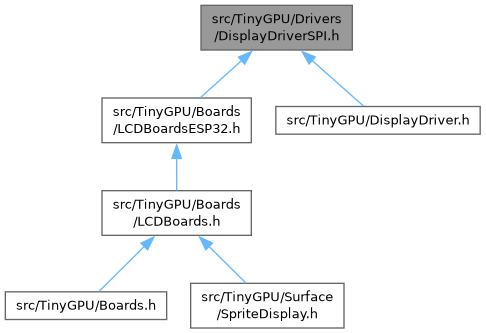 src/TinyGPU/Drivers
/DisplayDriverSPI.h
src/TinyGPU/Boards
/LCDBoardsESP32.h
src/TinyGPU/DisplayDriver.h
src/TinyGPU/Boards
/LCDBoards.h
src/TinyGPU/Boards.h
src/TinyGPU/Surface
/SpriteDisplay.h